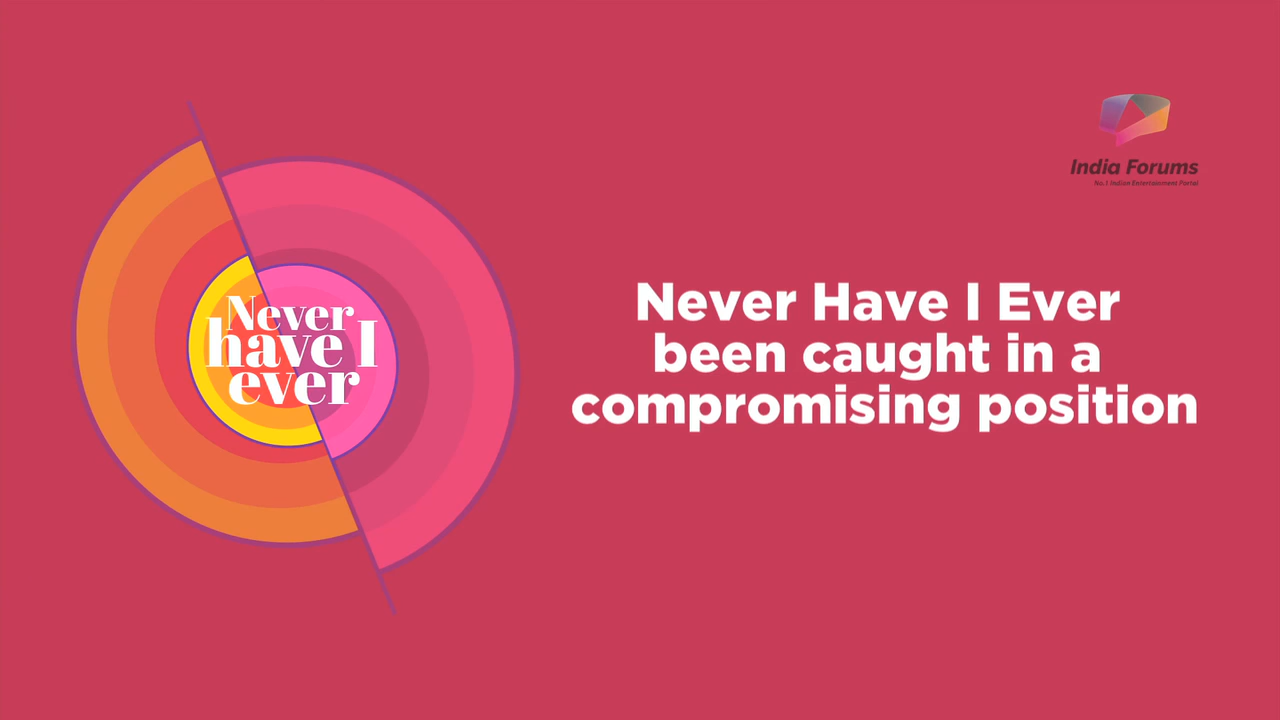 India Forums
No.1 Indian Entertainment Portal
Never
have I
ever
Never Have I Ever
been caught in a
compromising position